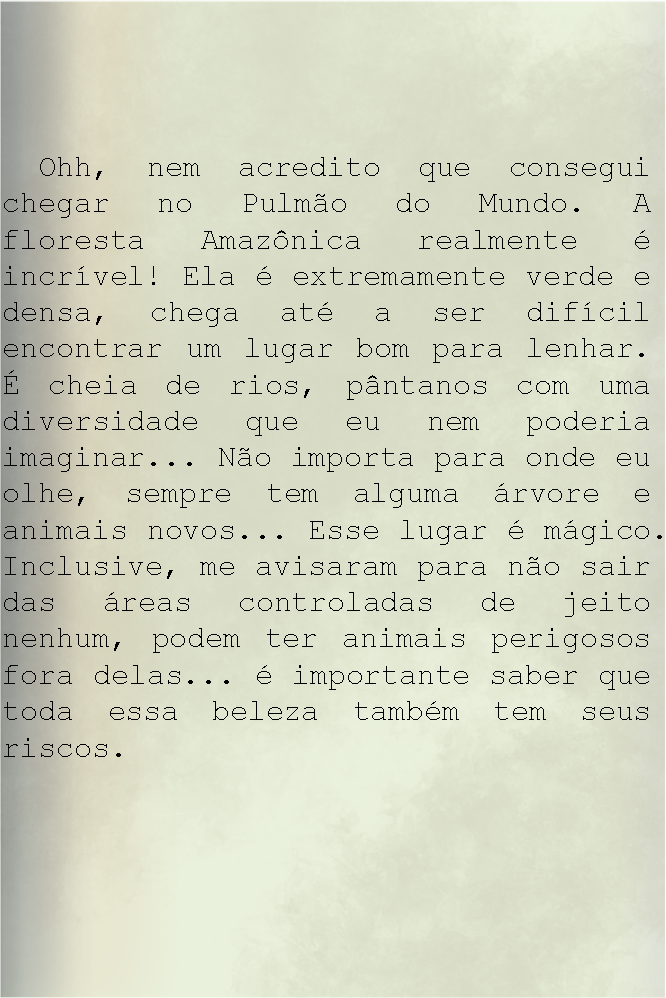 Ohh, nem acredito que consegui
chegar no Pulmão do Mundo. A
floresta Amazônica realmente é
incrível! Ela é extremamente verde e
densa, chega até a ser difícil
encontrar um lugar bom para lenhar.
É cheia de rios, pântanos com uma
diversidade que eu nem poderia
imaginar... Não importa para onde eu
olhe, sempre tem alguma árvore e
animais novos... Esse lugar é mágico.
Inclusive, me avisaram para não sair
das áreas controladas de jeito
nenhum, podem ter animais perigosos
fora delas... é importante saber que
toda essa beleza também tem seus
riscos.